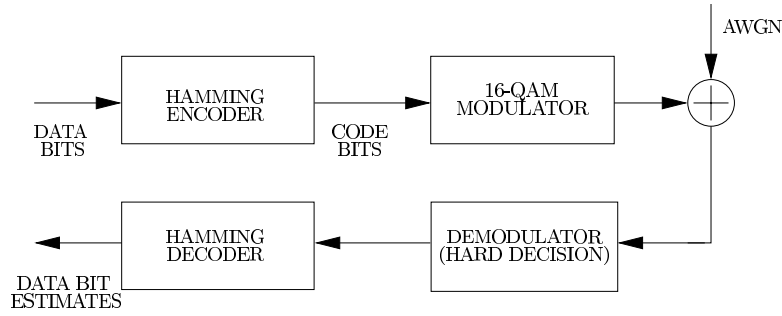 AWGN
HAMMING
ENCODER
16-QAM
MODULATOR
DATA
BITS
CODE
BITS
HAMMING
DECODER
DEMODULATOR
(HARD DECISION)
DATA BIT
ESTIMATES